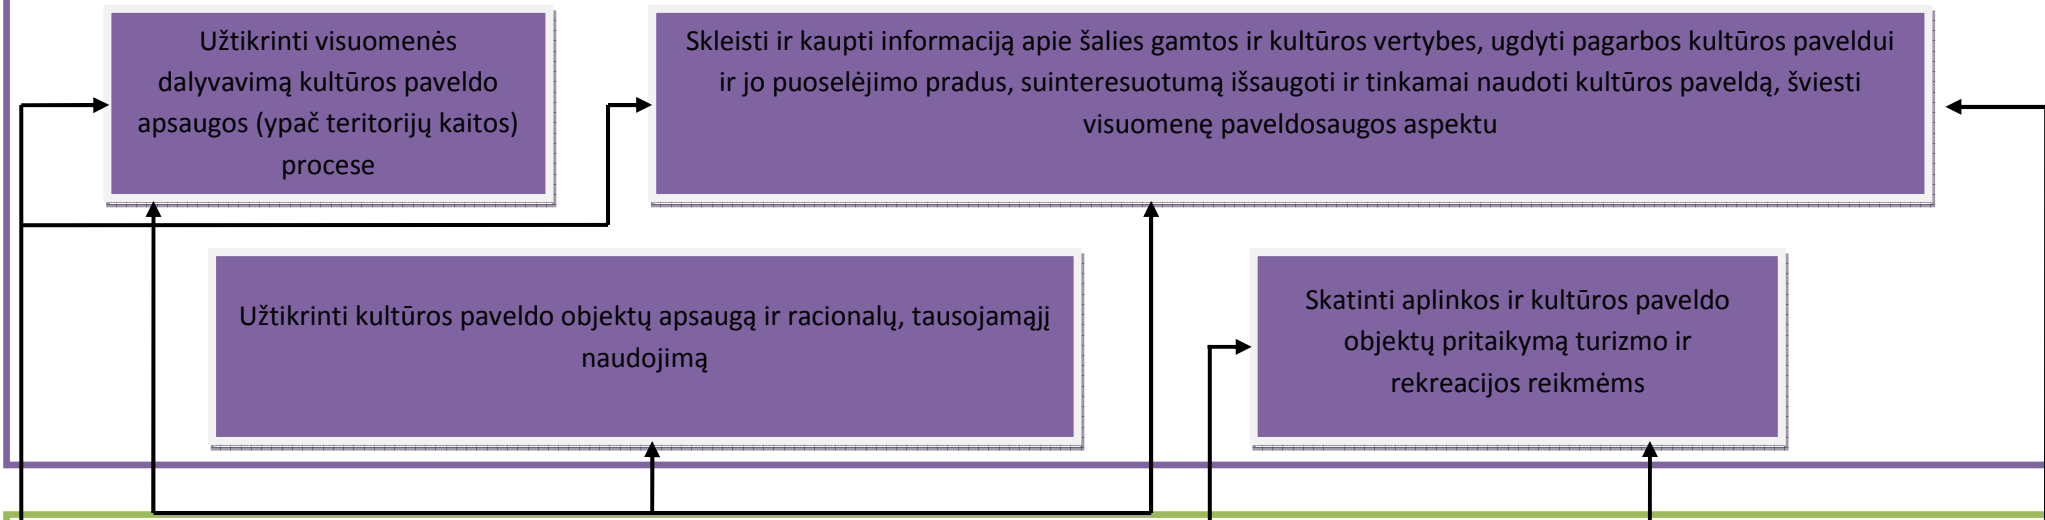 Užtikrinti visuomenės
dalyvavimą kultūros paveldo
apsaugos (ypač teritorijų kaitos)
procese
Skleisti ir kaupti informaciją apie šalies gamtos ir kultūros vertybes, ugdyti pagarbos kultūros paveldui
ir jo puoselėjimo pradus, suinteresuotumą išsaugoti ir tinkamai naudoti kultūros paveldą, šviesti
visuomenę paveldosaugos aspektu
Užtikrinti kultūros paveldo objektų apsaugą ir racionalų, tausojamąjį
naudojimą
Skatinti aplinkos ir kultūros paveldo
objektų pritaikymą turizmo ir
rekreacijos reikmėms